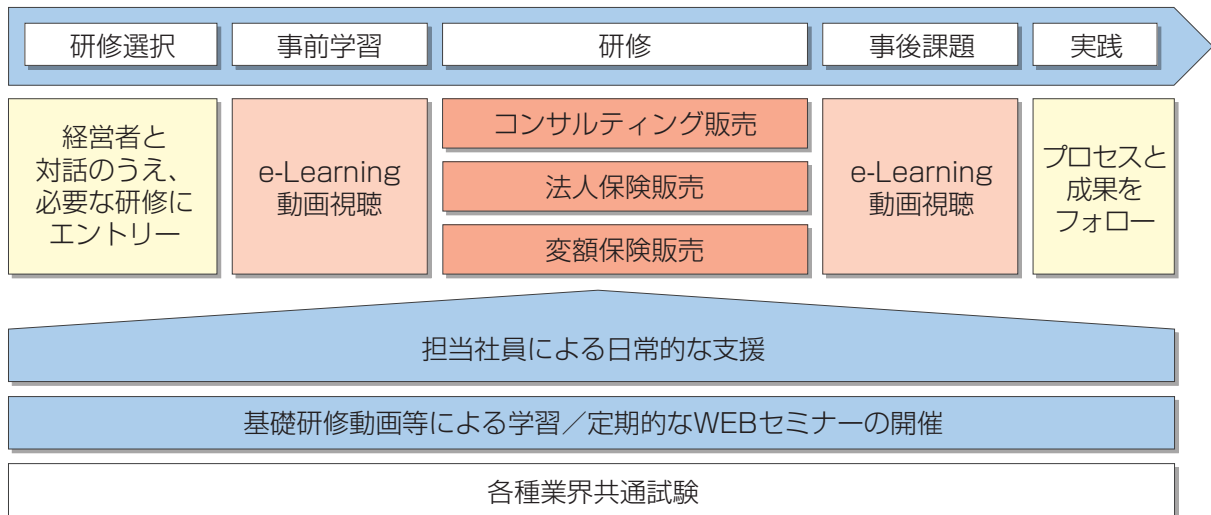 研修選択
事前学習
研修
事後課題
実践
経営者と
対話のうえ、
必要な研修に
エントリー
e-Learning
動画視聴
コンサルティング販売
法人保険販売
変額保険販売
e-Learning
動画視聴
プロセスと
成果を
フォロー
担当社員による日常的な支援
基礎研修動画等による学習／定期的なWEBセミナーの開催
各種業界共通試験